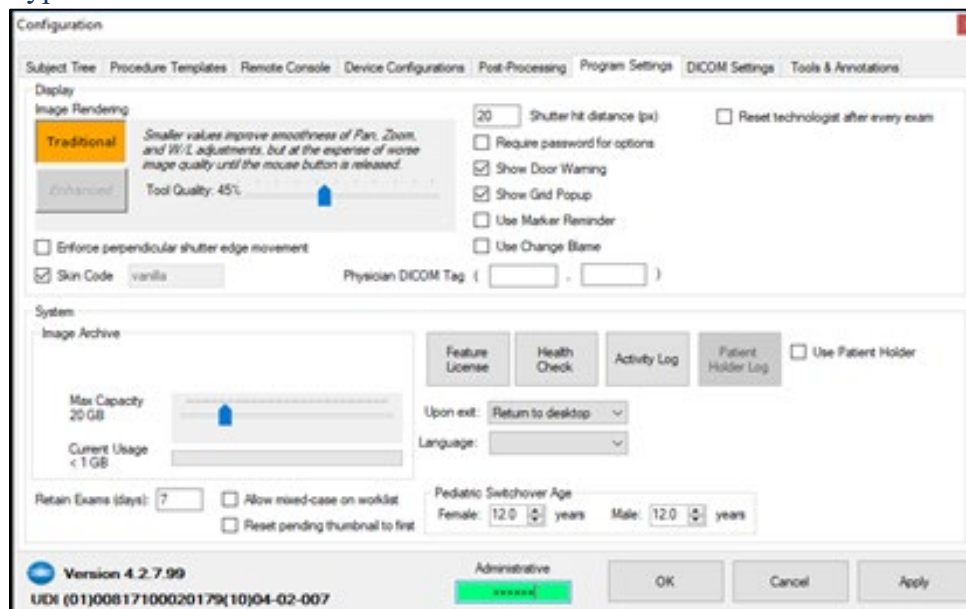 Configuration
Subject Tree Procedure Templates Remote Console Device Configurations Post-Processing Program Settings DICOM Settings Tools & Annotations
Display
Image Rendering
Traditional
Enhanced
Smaller values improve smoothness of Pan, Zoom,
and W/L adjustments, but at the expense of worse
image quality until the mouse button is released.
Tool Quality: 45%
Enforce perpendicular shutter edge movement
Skin Code vanilla
20 Shutter hit distance (px)
Require password for options
Show Door Warning
Show Grid Popup
Use Marker Reminder
Use Change Blame
Physician DICOM Tag ( , )
Reset technologist after every exam
System
Image Archive
Max Capacity
20 GB
Current Usage
< 1 GB
Feature
License
Health
Check
Activity Log
Patient
Holder Log
Use Patient Holder
Upon exit: Return to desktop
Language:
Retain Exams (days): 7
Allow mixed-case on worklist
Reset pending thumbnail to first
Pediatric Switchover Age
Female: 12.0 years Male: 12.0 years
Version 4.2.7.99
UDI (01)00817100020179(10)04-02-007
Administrative
******
OK
Cancel
Apply